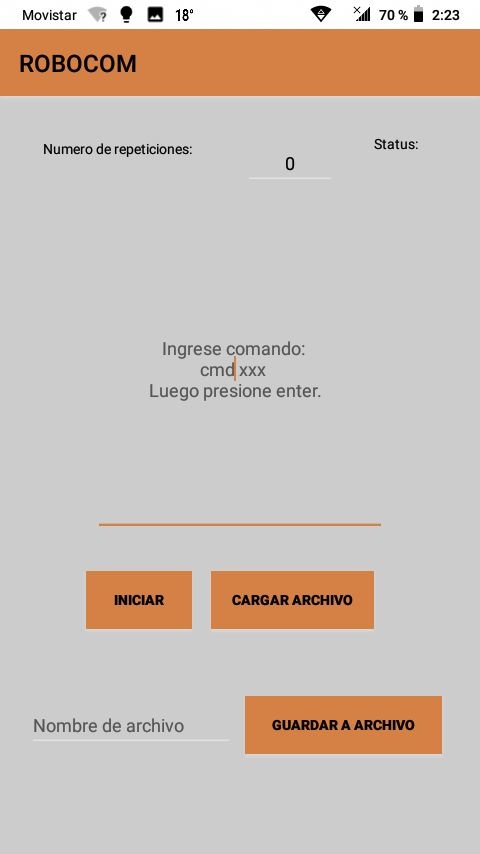 Movistar 18° 70 % 2:23
ROBOCOM
Numero de repeticiones: 0 Status:
Ingrese comando:
cmd xxx
Luego presione enter.
INICIAR CARGAR ARCHIVO
Nombre de archivo GUARDAR A ARCHIVO